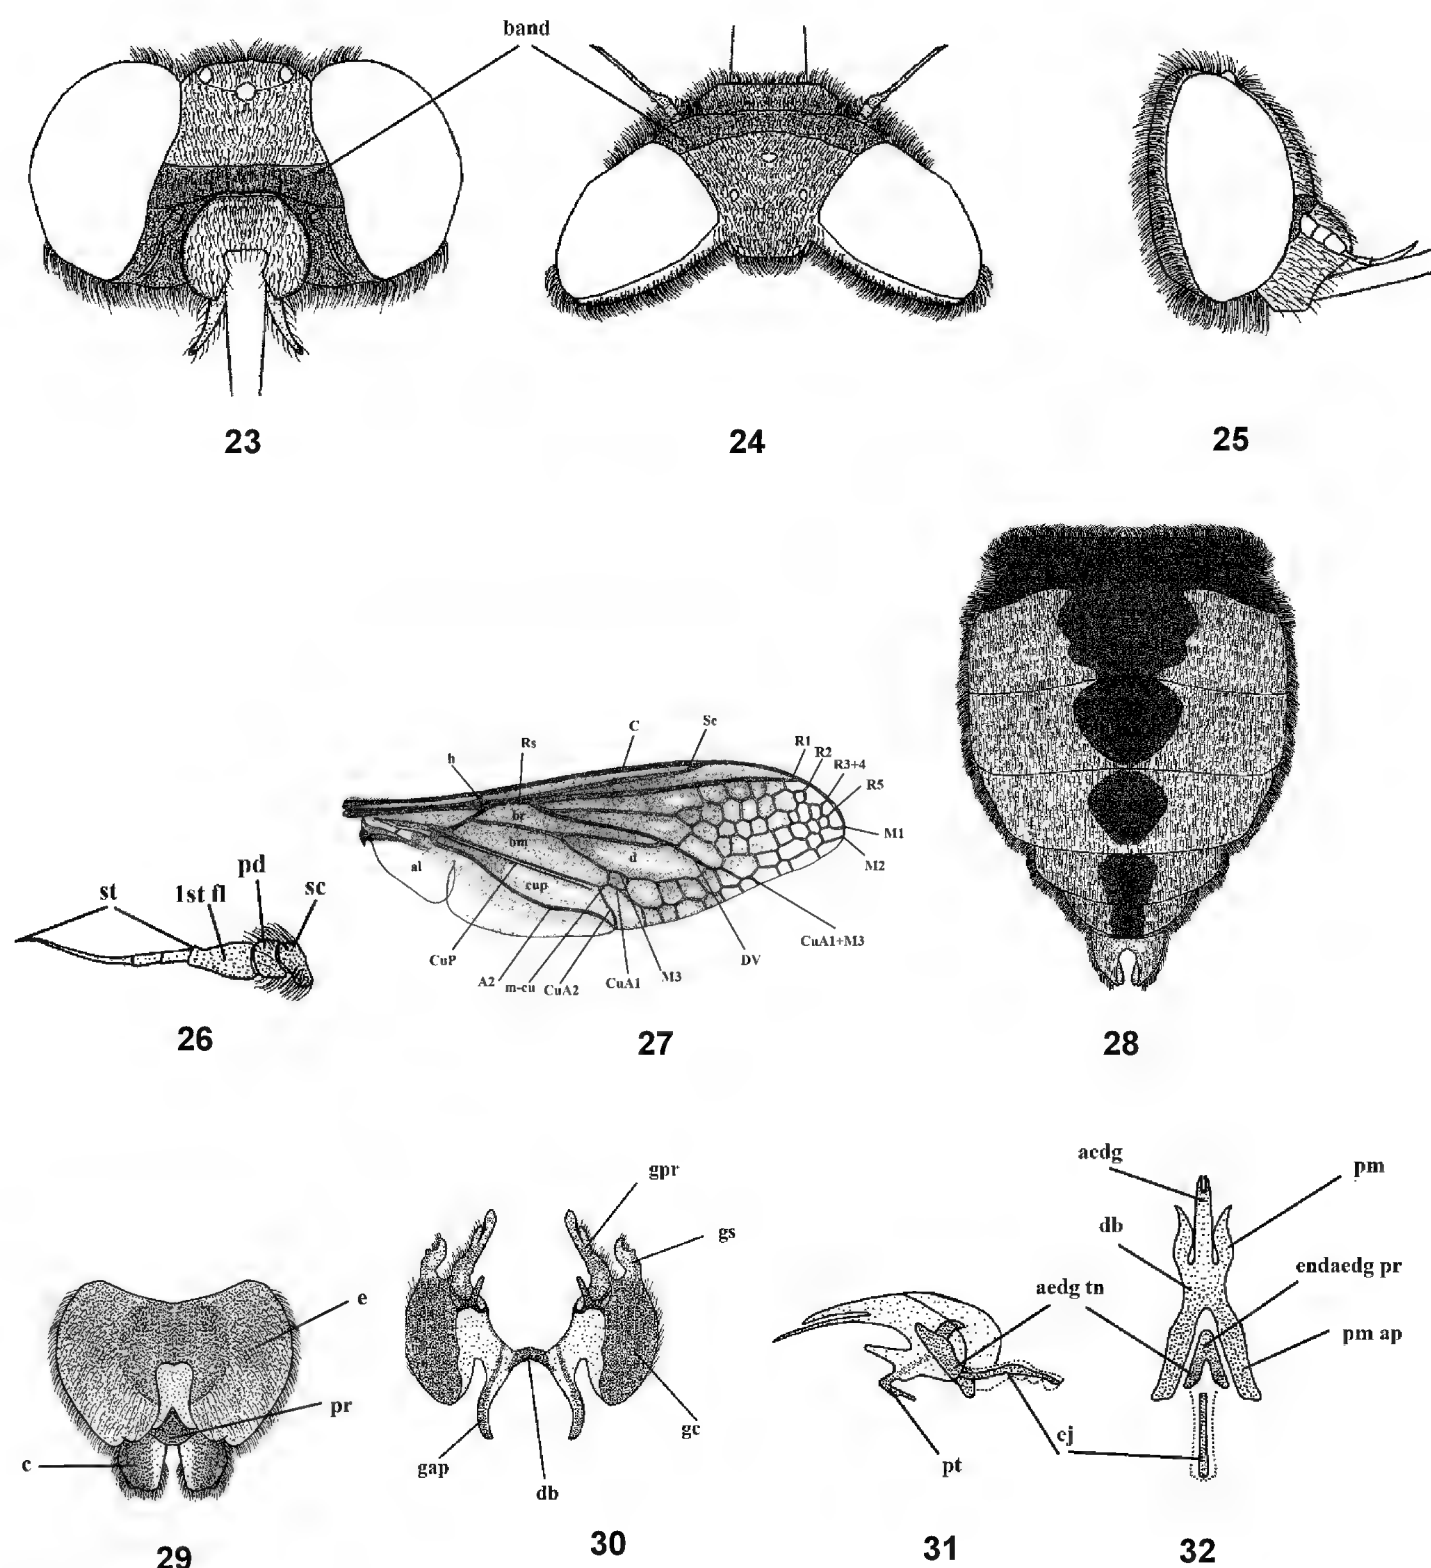 band
23
24
25
C
Sc
Rs
h
R1
R2
R3+4
R5
br
M1
M2
bm
d
al
cup
CuP
A2
m-cu
CuA2
CuA1
M3
DV
CuA1+M3
st
1st fl
pd
sc
26
27
28
gpr
gs
e
pr
c
gap
db
gc
aedg
pm
db
endaedg pr
aedg tn
pm ap
ej
pt
29
30
31
32